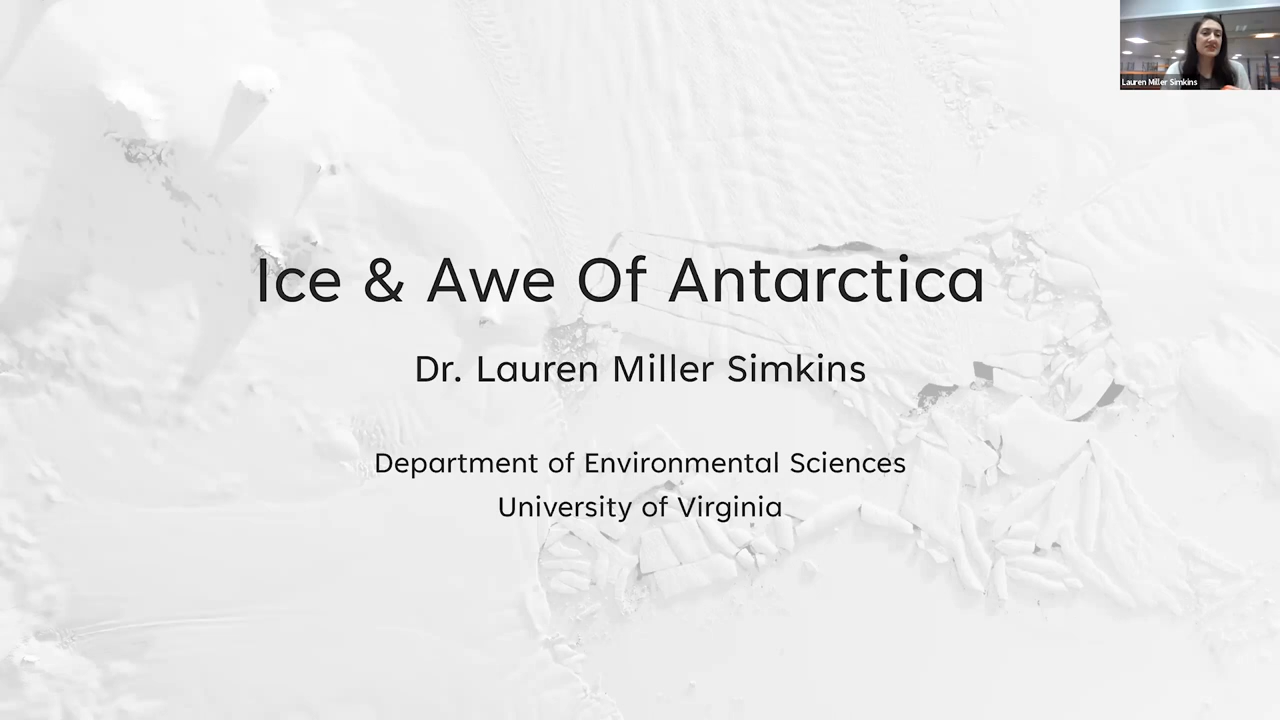 Lauren Miller Simkins
Ice & Awe Of Antarctica
Dr. Lauren Miller Simkins
Department of Environmental Sciences
University of Virginia